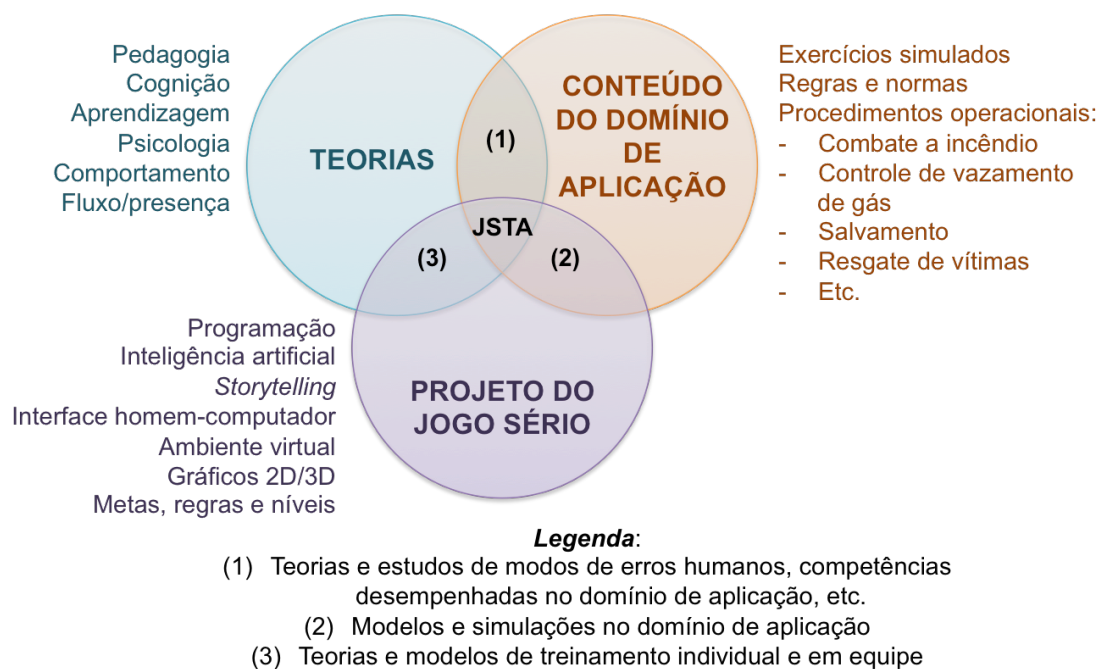 Pedagogia
Cognição
Aprendizagem
Psicologia
Comportamento
Fluxo/presença
TEORIAS
(1)
CONTEÚDO
DO DOMÍNIO
DE
APLICAÇÃO
Exercícios simulados
Regras e normas
Procedimentos operacionais:
- Combate a incêndio
- Controle de vazamento
de gás
- Salvamento
- Resgate de vítimas
- Etc.
JSTA
(3)
(2)
Programação
Inteligência artificial
Storytelling
Interface homem-computador
Ambiente virtual
Gráficos 2D/3D
Metas, regras e níveis
PROJETO DO
JOGO SÉRIO
Legenda:
(1) Teorias e estudos de modos de erros humanos, competências
desempenhadas no domínio de aplicação, etc.
(2) Modelos e simulações no domínio de aplicação
(3) Teorias e modelos de treinamento individual e em equipe